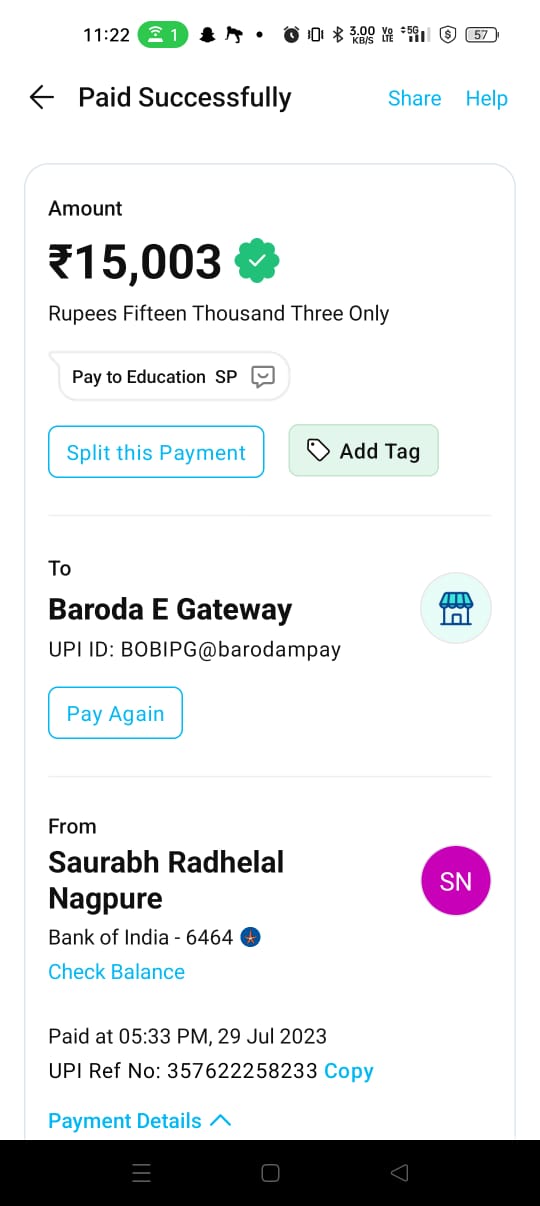 11:22 1 3.00 KB/S Vo LTE 5G 57
Paid Successfully Share Help
Amount
₹15,003
Rupees Fifteen Thousand Three Only
Pay to Education SP
Split this Payment Add Tag
To
Baroda E Gateway
UPI ID: BOBIPG@barodampay
Pay Again
From
Saurabh Radhelal
Nagpure
SN
Bank of India - 6464
Check Balance
Paid at 05:33 PM, 29 Jul 2023
UPI Ref No: 357622258233 Copy
Payment Details